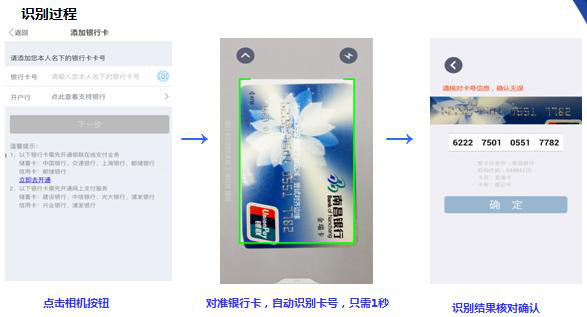 识别过程
返回
添加银行卡
请添加您本人名下的银行卡卡号
银行卡号
请输入您本人名下的银行卡号
开户行
点此查看支持银行
下一步
温馨提示：
1、以下银行卡需先开通银联在线支付业务
储蓄卡：中国银行、交通银行、上海银行、邮储银行
信用卡：邮储银行
立即去开通
2、以下银行卡需先开通网上支付服务
储蓄卡：建设银行、中信银行、光大银行、浦发银行
信用卡：兴业银行、浦发银行
南昌银行
Bank of Nanchang
金瑞卡
UnionPay
银联
请核对卡号信息，确认无误
6222 7501 0551 7782
确 定
点击相机按钮
对准银行卡，自动识别卡号，只需1秒
识别结果核对确认